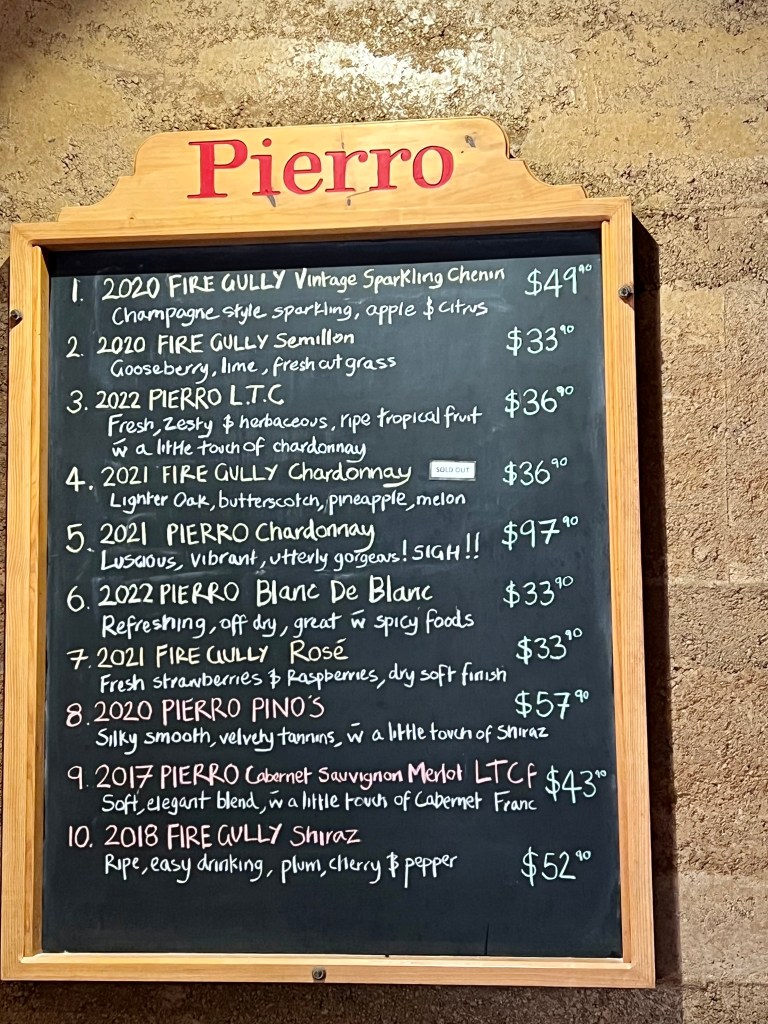 Pierro
1. 2020 FIRE GULLY Vintage Sparkling Chenin $49.90
Champagne style sparkling, apple & citrus
2. 2020 FIRE GULLY Semillon $33.90
Gooseberry, lime, fresh cut grass
3. 2022 PIERRO L.T.C $36.90
Fresh, zesty & herbaceous, ripe tropical fruit
w̄ a little touch of chardonnay
4. 2021 FIRE GULLY Chardonnay SOLD OUT $36.90
Lighter Oak, butterscotch, pineapple, melon
5. 2021 PIERRO Chardonnay $97.90
Luscious, vibrant, utterly gorgeous! SIGH!!
6. 2022 PIERRO Blanc De Blanc $33.90
Refreshing, off dry, great w̄ spicy foods
7. 2021 FIRE GULLY Rosé $33.90
Fresh strawberries & Raspberries, dry soft finish
8. 2020 PIERRO PINO'S $57.90
Silky smooth, velvety tannins, w̄ a little touch of Shiraz
9. 2017 PIERRO Cabernet Sauvignon Merlot LTCf $43.90
Soft, elegant blend, w̄ a little touch of Cabernet Franc
10. 2018 FIRE GULLY Shiraz $52.90
Ripe, easy drinking, plum, cherry & pepper